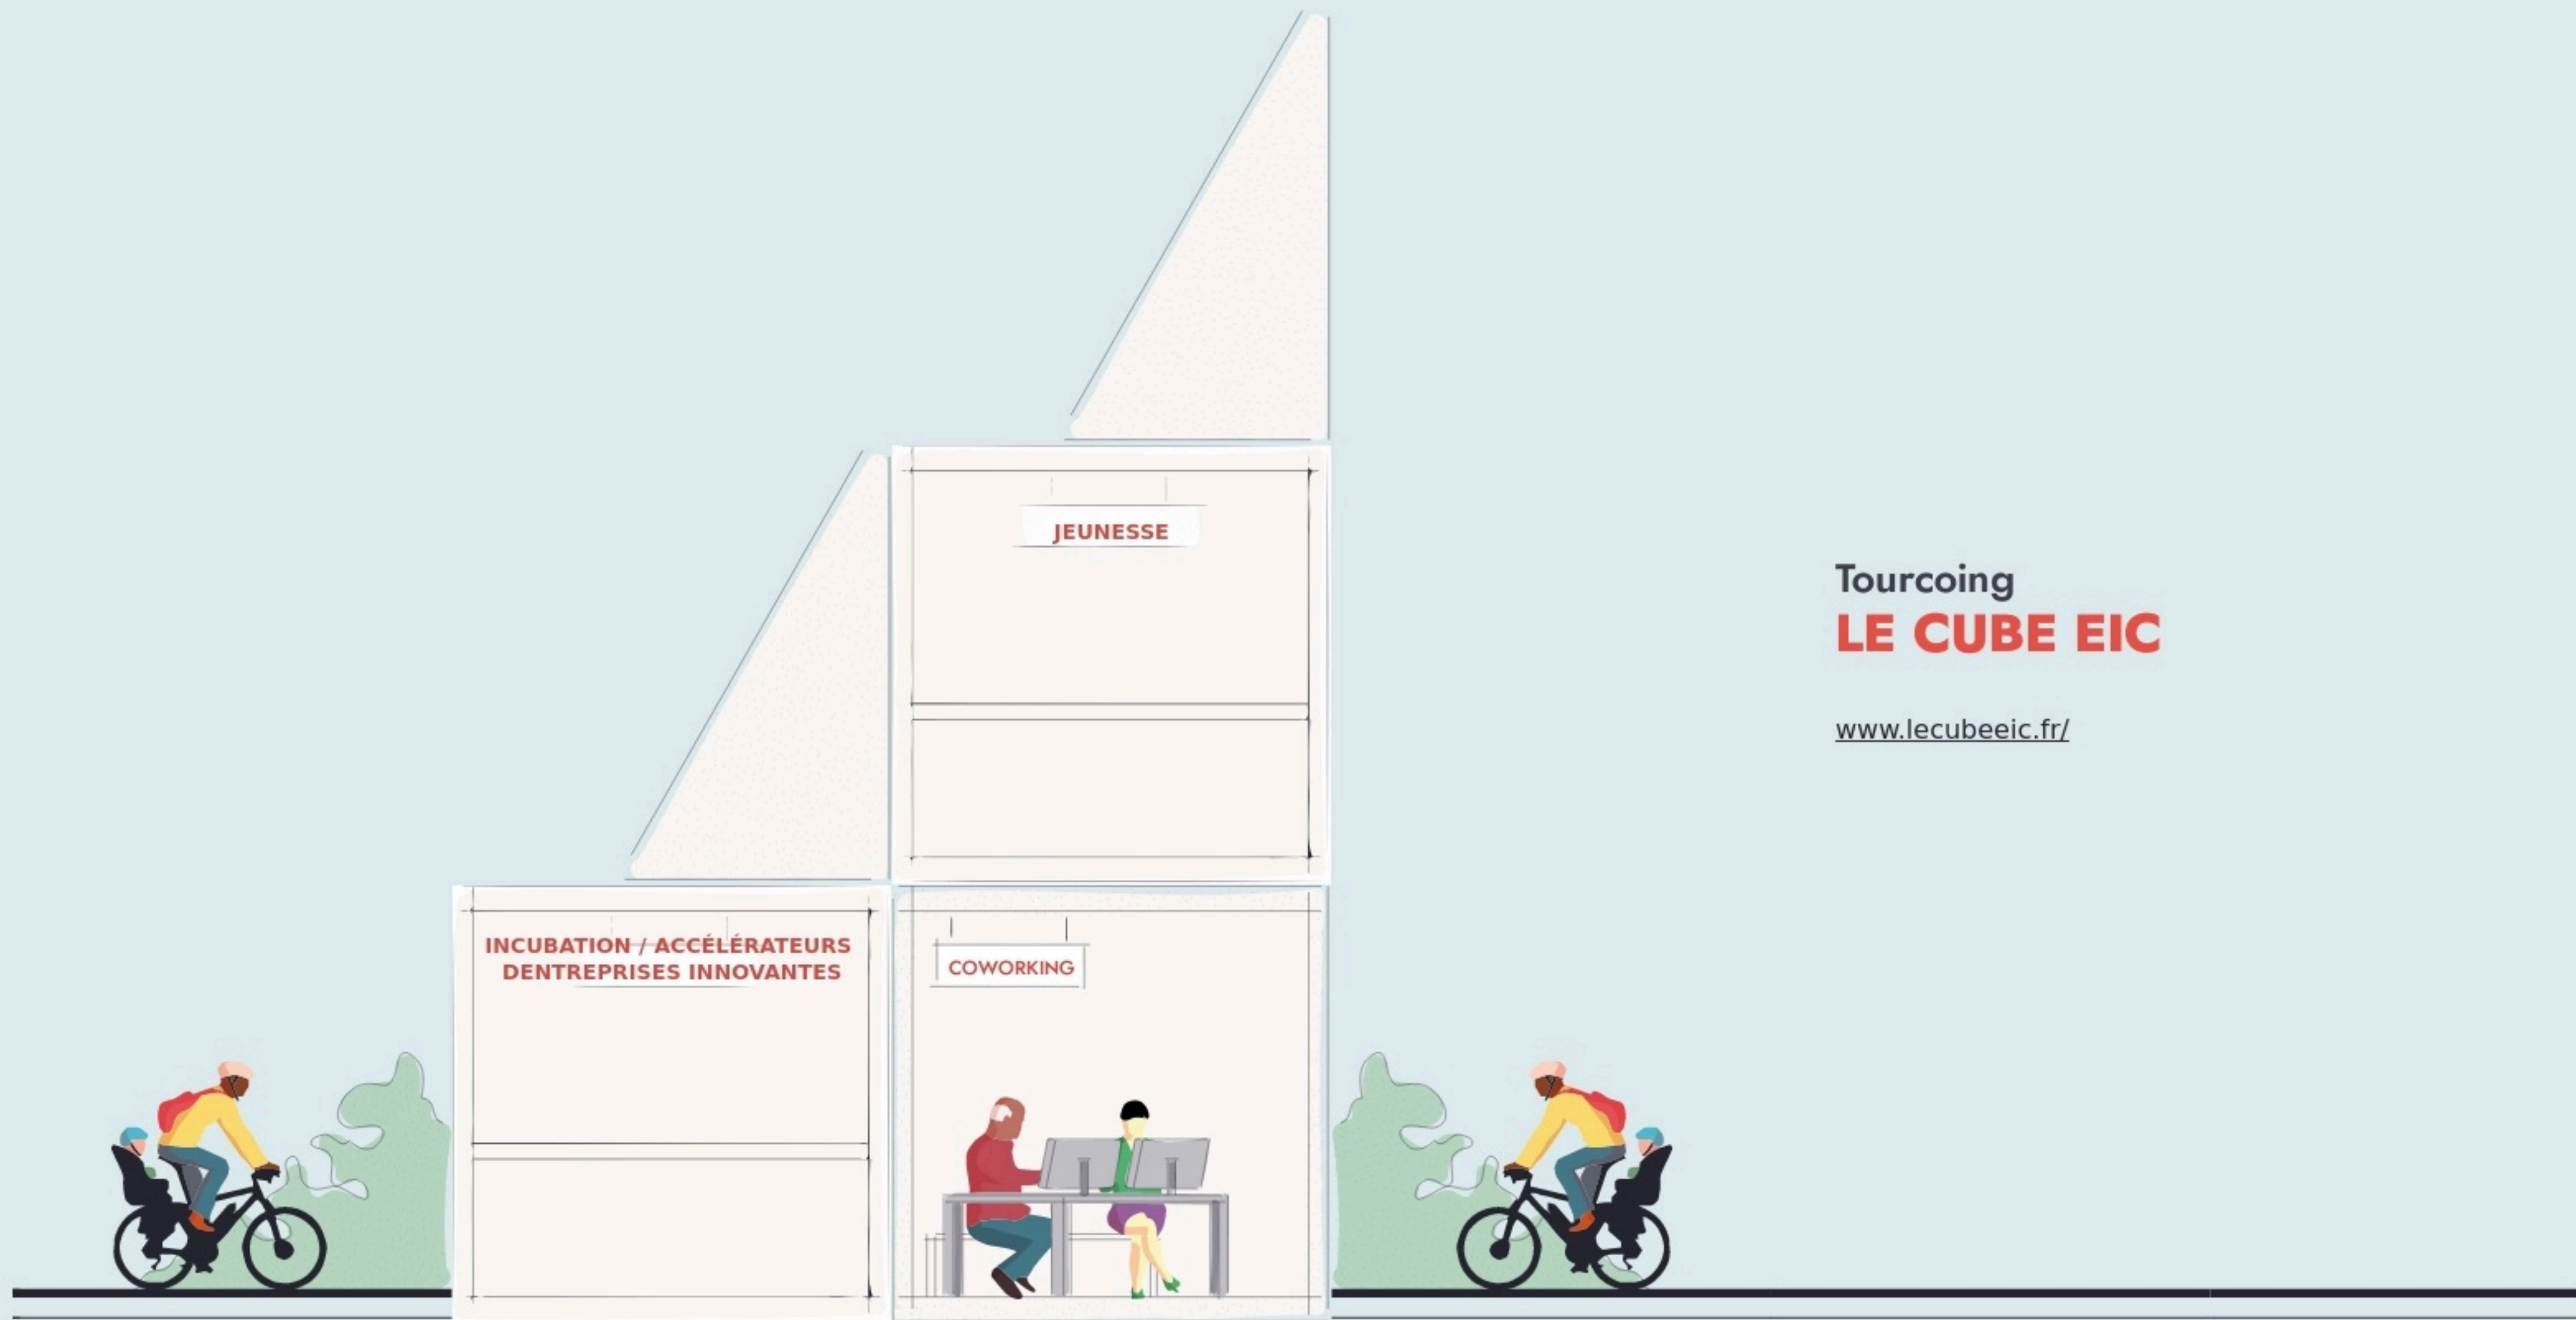 JEUNESSE
Tourcoing
LE CUBE EIC
www.lecubeeic.fr/
INCUBATION / ACCÉLÉRATEURS
DENTREPRISES INNOVANTES
COWORKING